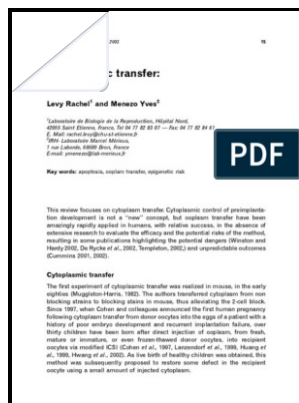 2002 15
ic transfer:
Levy Rachel¹ and Menezo Yves²
¹Laboratoire de Biologie de la Reproduction, Hôpital Nord,
42055 Saint Etienne, France. Tel 04 77 82 83 07 — Fax: 04 77 82 84 61
E. Mail: rachel.levy@chu-st-etienne.fr
²IRH. Laboratoire Marcel Mérieux,
1 rue Laborde, 69500 Bron, France
E-mail: ymenezo@lab-merieux.fr
PDF
Key words: apoptosis, ooplasm transfer, epigenetic risk
This review focuses on cytoplasm transfer. Cytoplasmic control of preimplanta-
tion development is not a "new" concept, but ooplasm transfer have been
amazingly rapidly applied in humans, with relative success, in the absence of
extensive research to evaluate the efficacy and the potential risks of the method,
resulting in some publications highlighting the potential dangers (Winston and
Hardy 2002, De Rycke et al., 2002, Templeton, 2002,) and unpredictable outcomes
(Cummins 2001, 2002).
Cytoplasmic transfer
The first experiment of cytoplasmic transfer was realized in mouse, in the early
eighties (Muggleton-Harris, 1982). The authors transferred cytoplasm from non
blocking strains to blocking strains in mouse, thus alleviating the 2-cell block.
Since 1997, when Cohen and colleagues announced the first human pregnancy
following cytoplasm transfer from donor oocytes into the eggs of a patient with a
history of poor embryo development and recurrent implantation failure, over
thirty children have been born after direct injection of ooplasm, from fresh,
mature or immature, or even frozen-thawed donor oocytes, into recipient
oocytes via modified ICSI (Cohen et al., 1997, Lanzendorf et al., 1999, Huang et
al., 1999, Hwang et al., 2002). As live birth of healthy children was obtained, this
method was subsequently proposed to restore some defect in the recipient
oocyte using a small amount of injected cytoplasm.